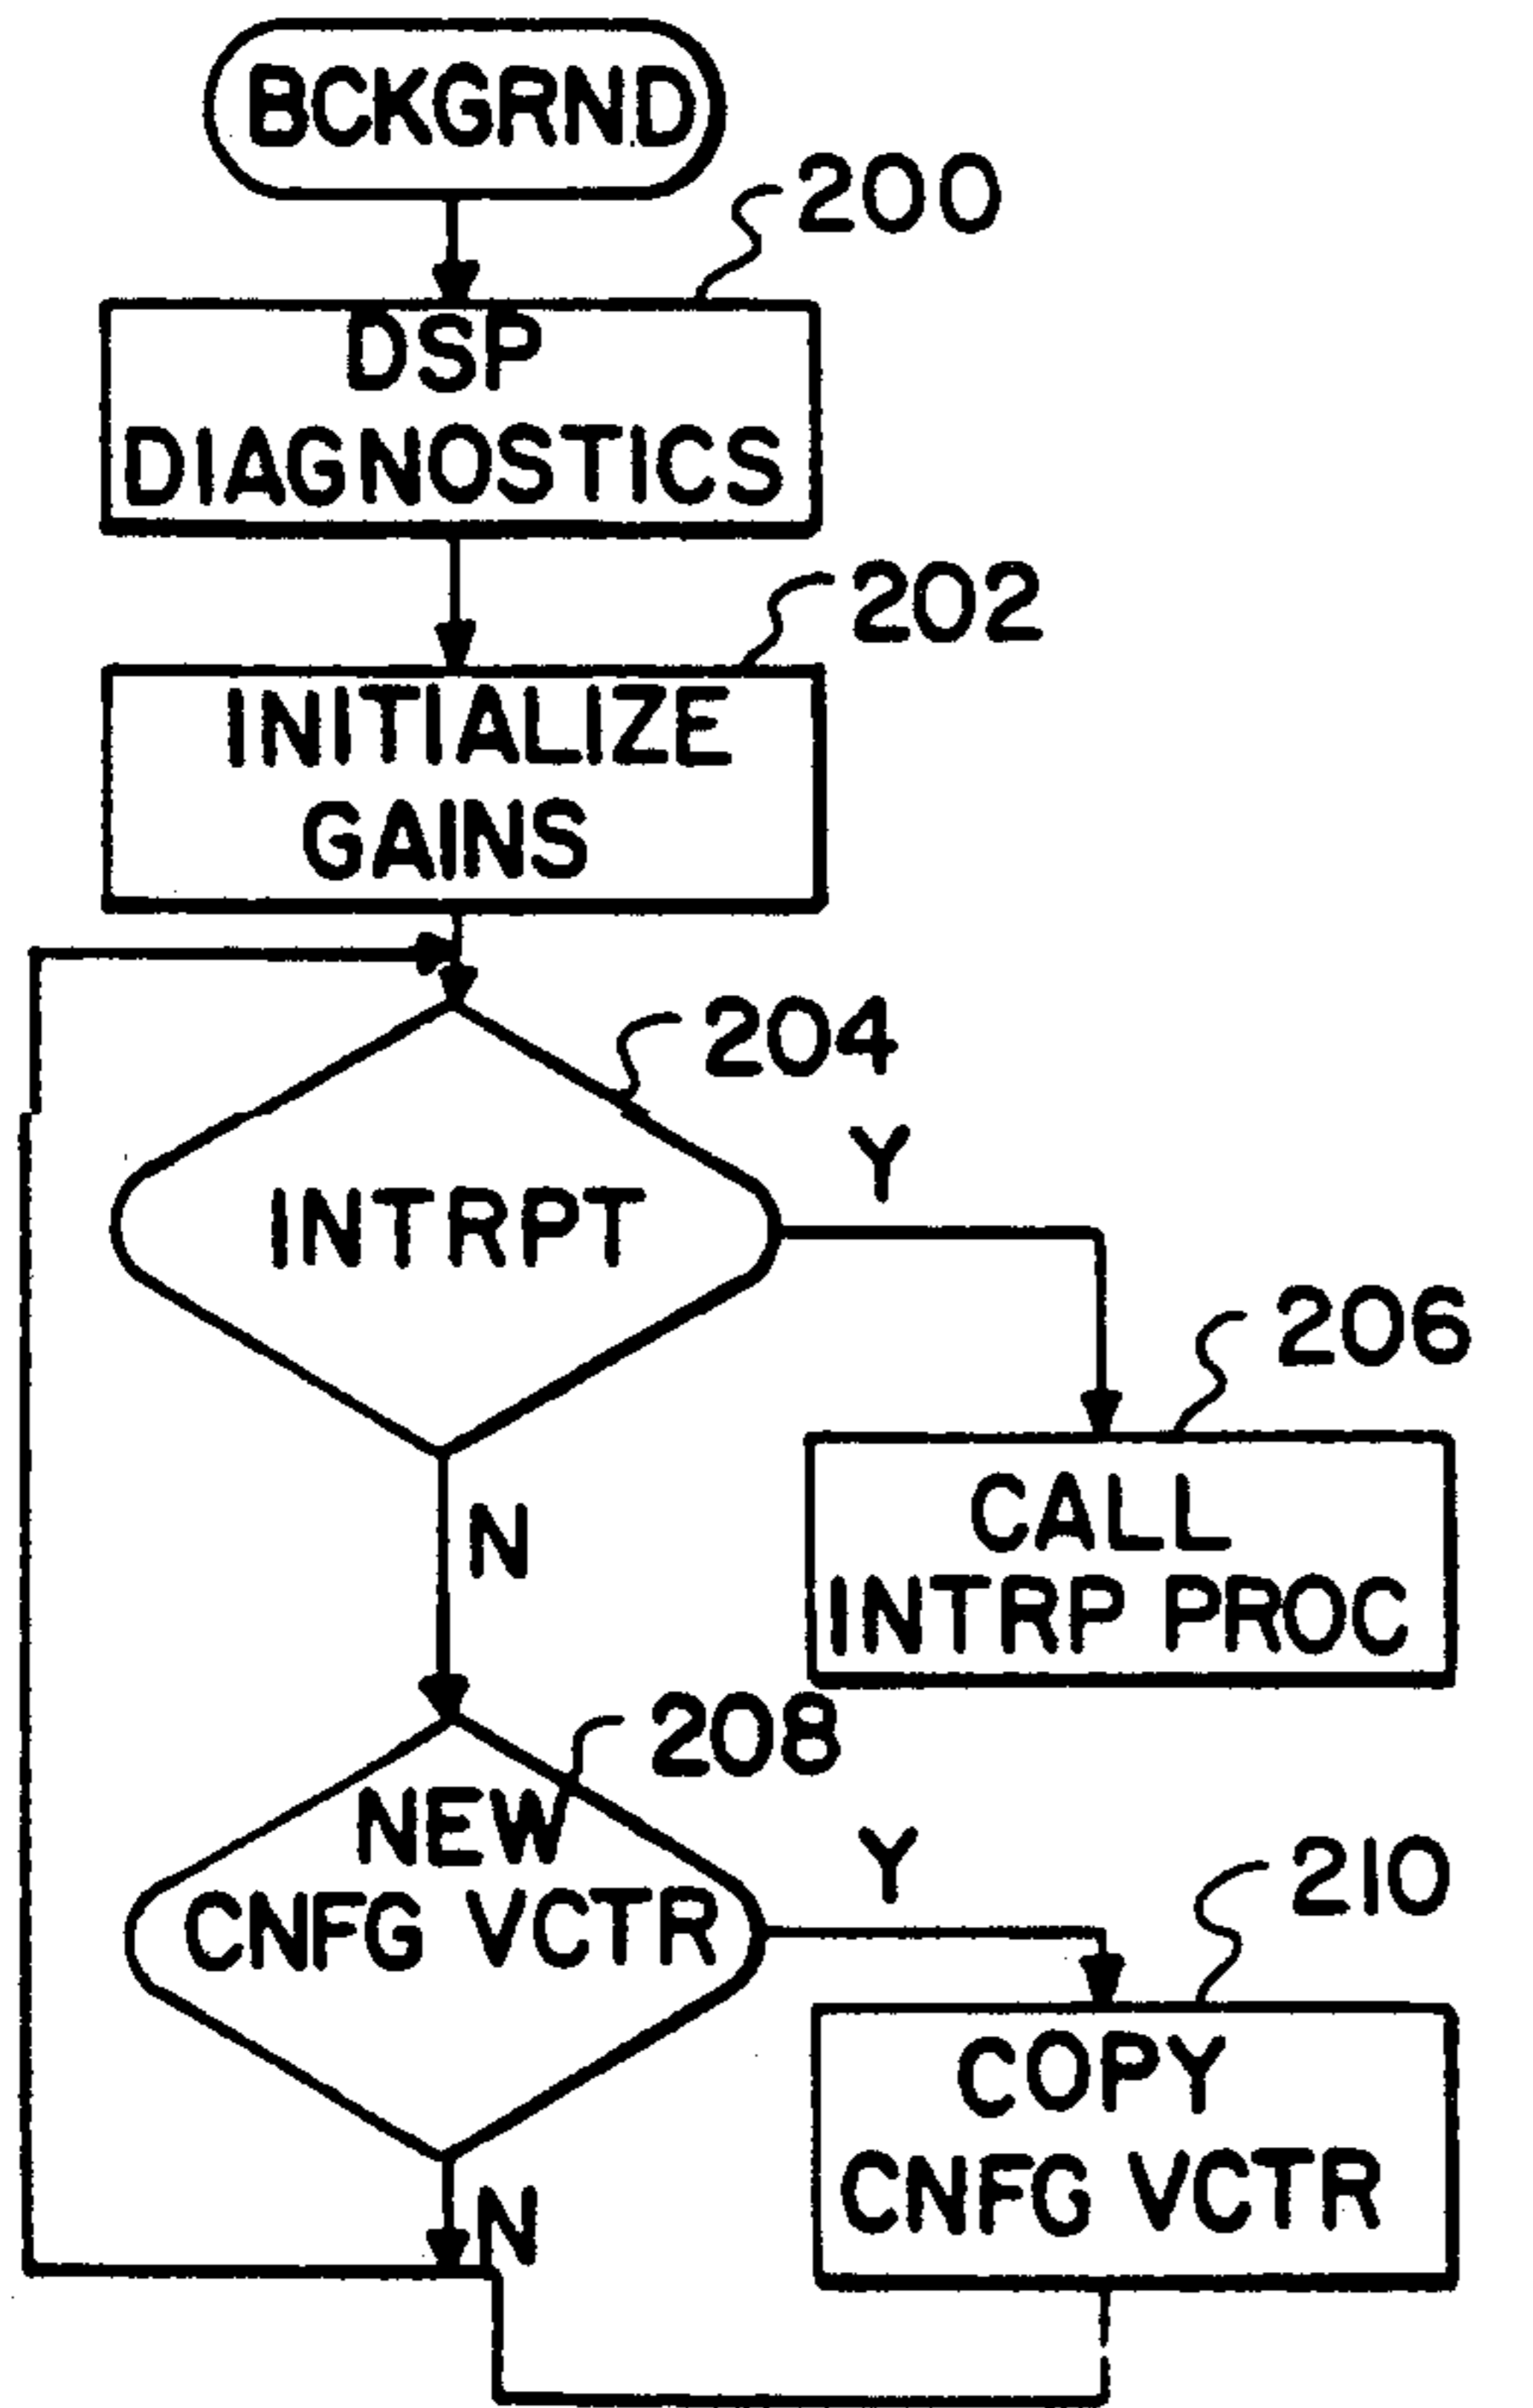 BCKGRND
200
DSP
DIAGNOSTICS
202
INITIALIZE
GAINS
204
Y
INTRPT
206
CALL
INTRP PROC
N
208
NEW
CNFG VCTR
Y
210
COPY
CNFG VCTR
N